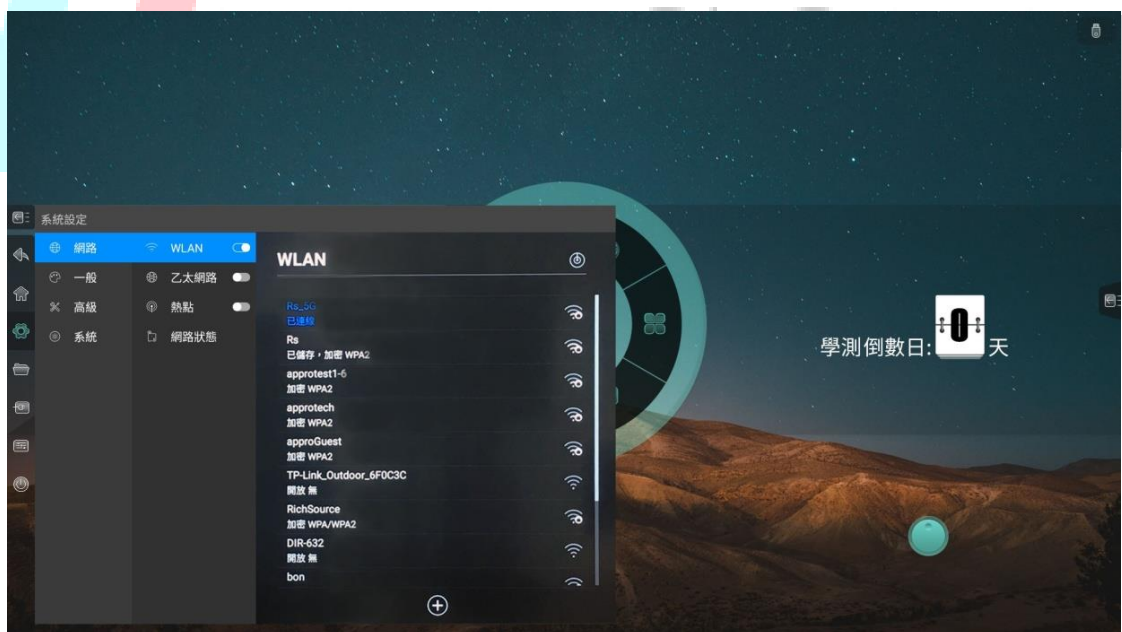 系統設定
網路
一般
高級
系統
WLAN
乙太網路
熱點
網路狀態
WLAN
Rs_5G
已連線
Rs
已儲存，加密 WPA2
approtest1-6
加密 WPA2
approtech
加密 WPA2
approGuest
加密 WPA2
TP-Link_Outdoor_6F0C3C
開放 無
RichSource
加密 WPA/WPA2
DIR-632
開放 無
bon
學測倒數日: 0 天